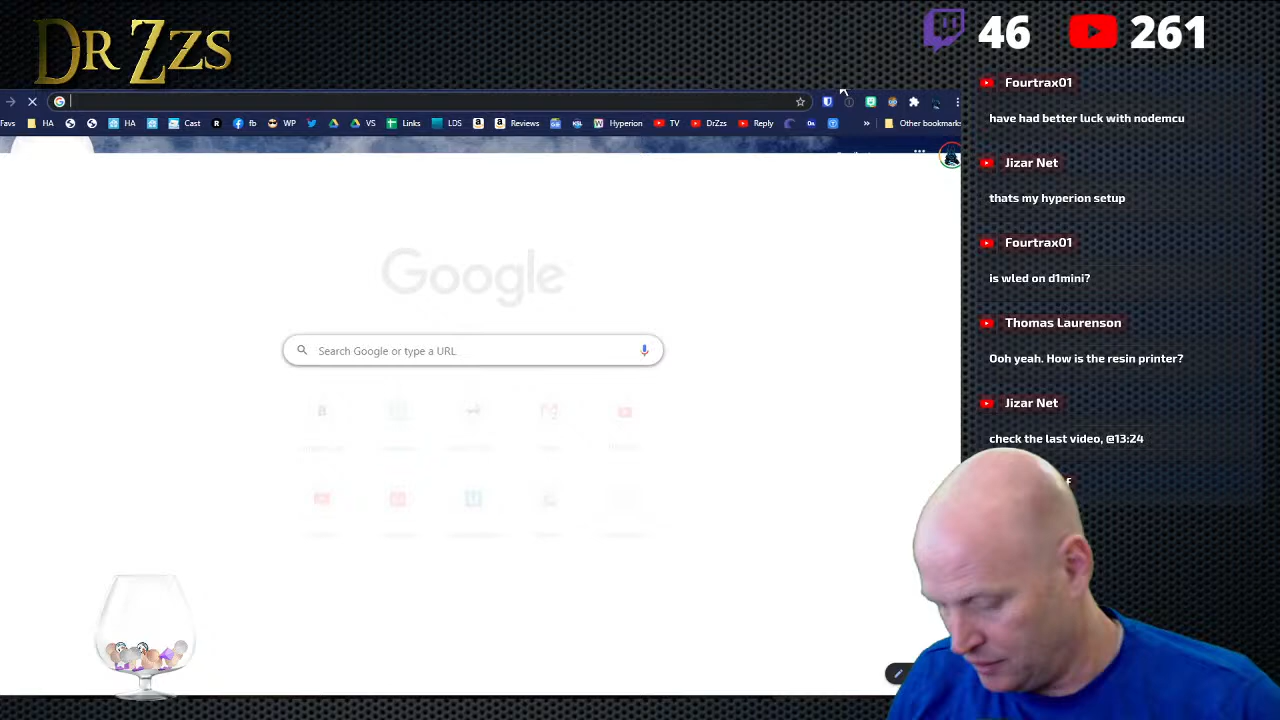 DR ZZS
46
261
HA
HA
Cast
R
fb
WP
VS
Links
LDS
Reviews
Hyperion
TV
DrZzs
Reply
»
Other bookmarks
Favs
Google
Search Google or type a URL
Fourtrax01
have had better luck with nodemcu
Jizar Net
thats my hyperion setup
Fourtrax01
is wled on d1mini?
Thomas Laurenson
Ooh yeah. How is the resin printer?
Jizar Net
check the last video, @13:24
f